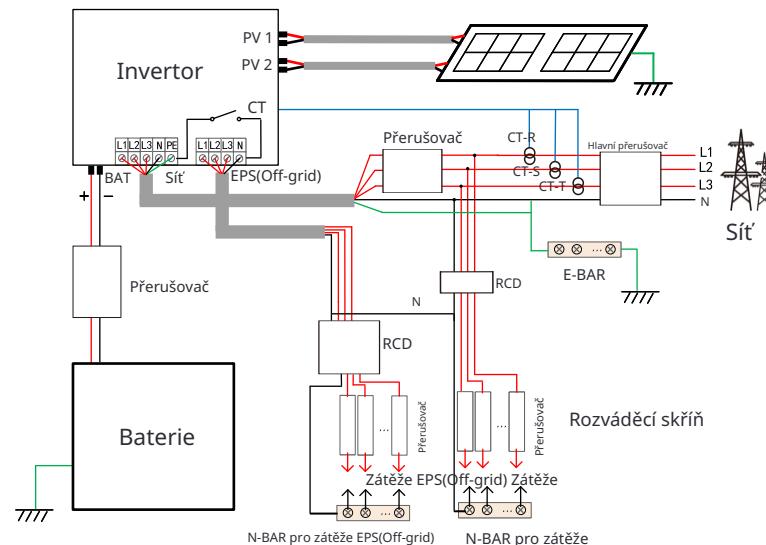 PV 1
PV 2
Invertor
CT
L1 L2 L3 N PE
L1 L2 L3 N
BAT
Síť
EPS(Off-grid)
+ −
Přerušovač
CT-R
CT-S
CT-T
Hlavní přerušovač
L1
L2
L3
N
Síť
E-BAR
Přerušovač
N
RCD
RCD
Baterie
...
Přerušovač
...
Přerušovač
Rozváděcí skříň
Zátěže EPS(Off-grid)
Zátěže
...
...
...
N-BAR pro zátěže EPS(Off-grid)
N-BAR pro zátěže